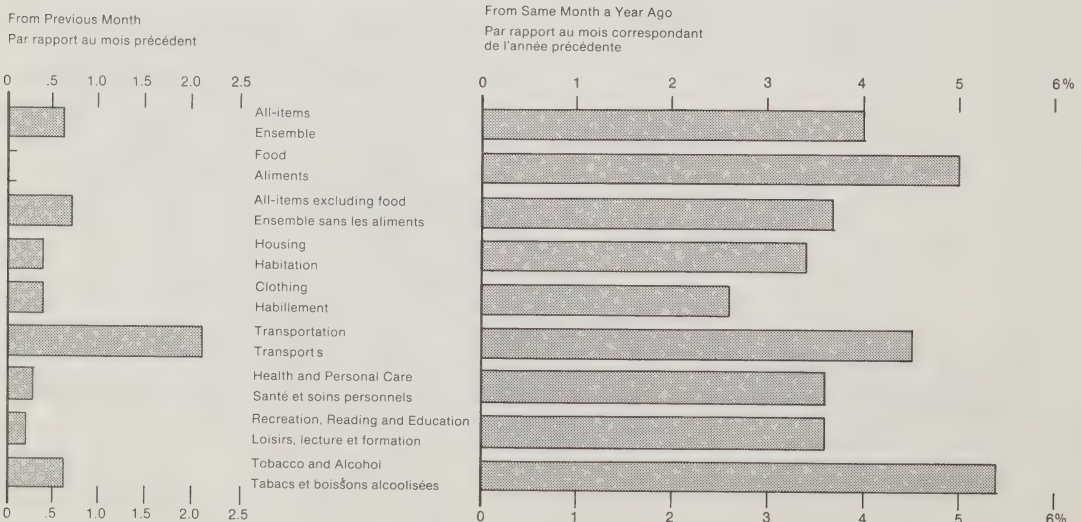 From Previous Month
Par rapport au mois précédent
From Same Month a Year Ago
Par rapport au mois correspondant
de l'année précédente
0 .5 1.0 1.5 2.0 2.5
0 1 2 3 4 5 6%
All-items
Ensemble
Food
Aliments
All-items excluding food
Ensemble sans les aliments
Housing
Habitation
Clothing
Habillement
Transportation
Transports
Health and Personal Care
Santé et soins personnels
Recreation, Reading and Education
Loisirs, lecture et formation
Tobacco and Alcohol
Tabacs et boissons alcoolisées
0 .5 1.0 1.5 2.0 2.5
0 1 2 3 4 5 6%